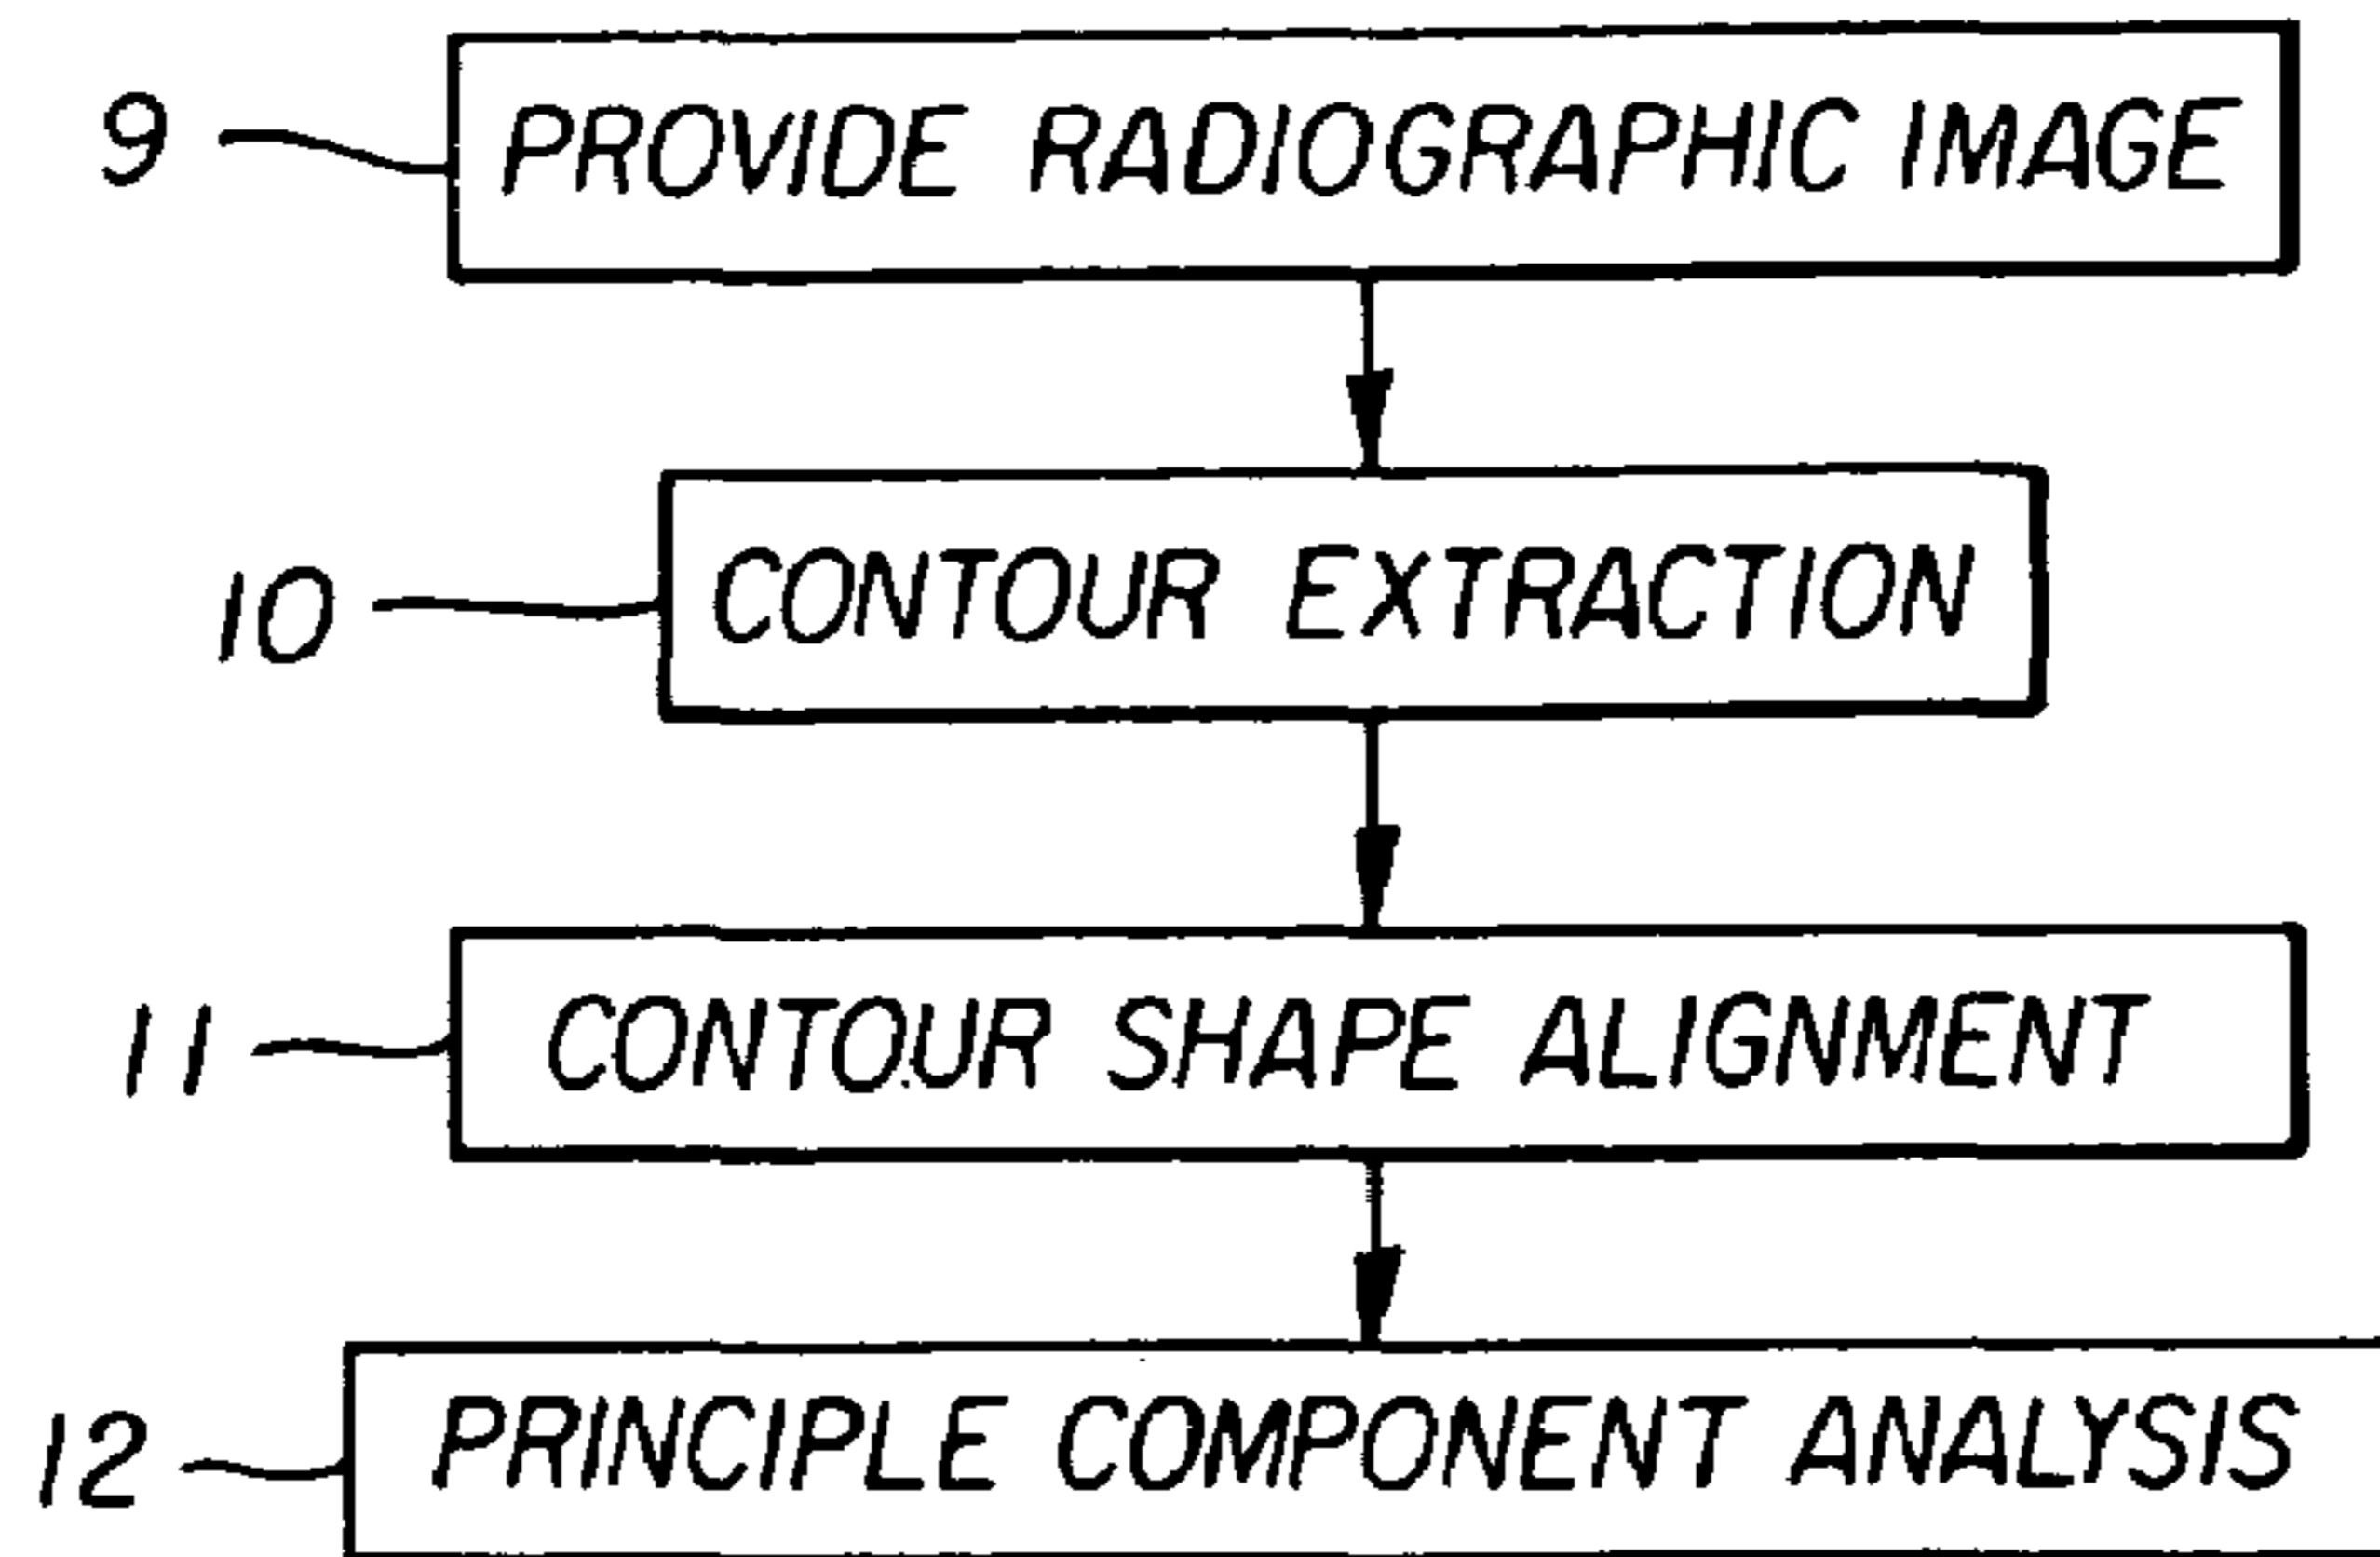 9 PROVIDE RADIOGRAPHIC IMAGE
10 CONTOUR EXTRACTION
11 CONTOUR SHAPE ALIGNMENT
12 PRINCIPLE COMPONENT ANALYSIS